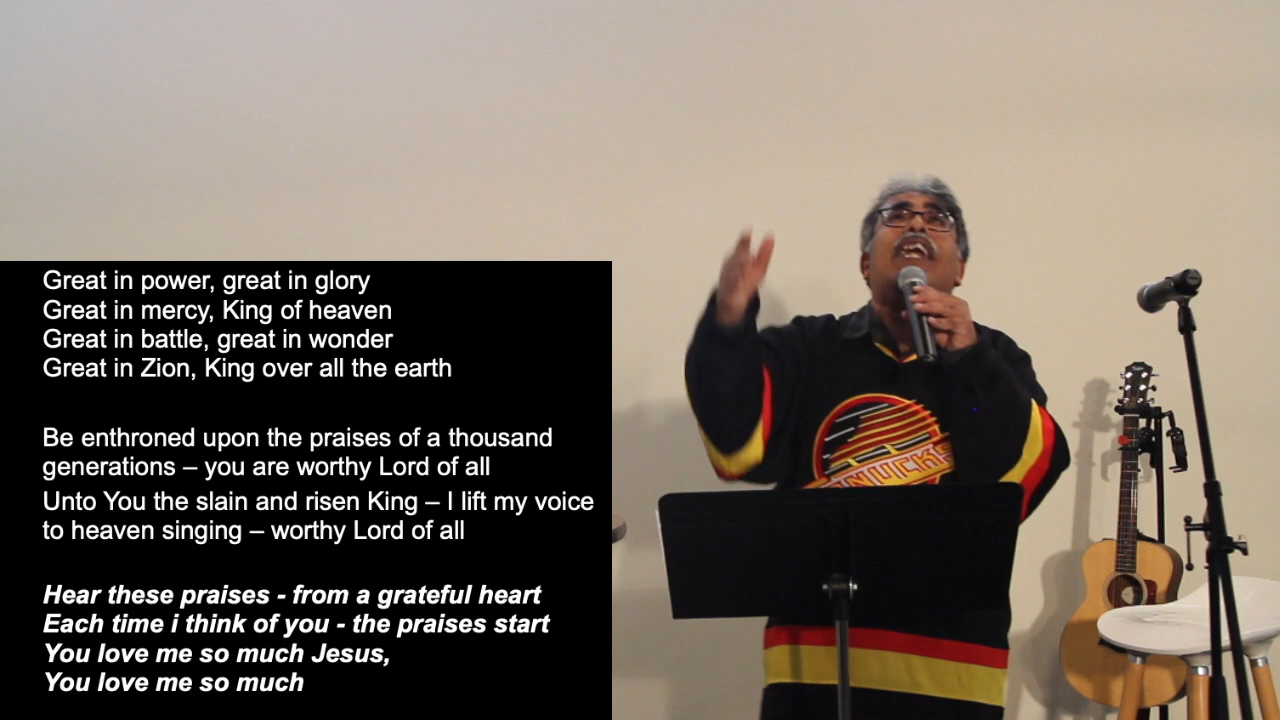 Great in power, great in glory
Great in mercy, King of heaven
Great in battle, great in wonder
Great in Zion, King over all the earth
Be enthroned upon the praises of a thousand
generations – you are worthy Lord of all
Unto You the slain and risen King – I lift my voice
to heaven singing – worthy Lord of all
Hear these praises - from a grateful heart
Each time i think of you - the praises start
You love me so much Jesus,
You love me so much
NUCKS